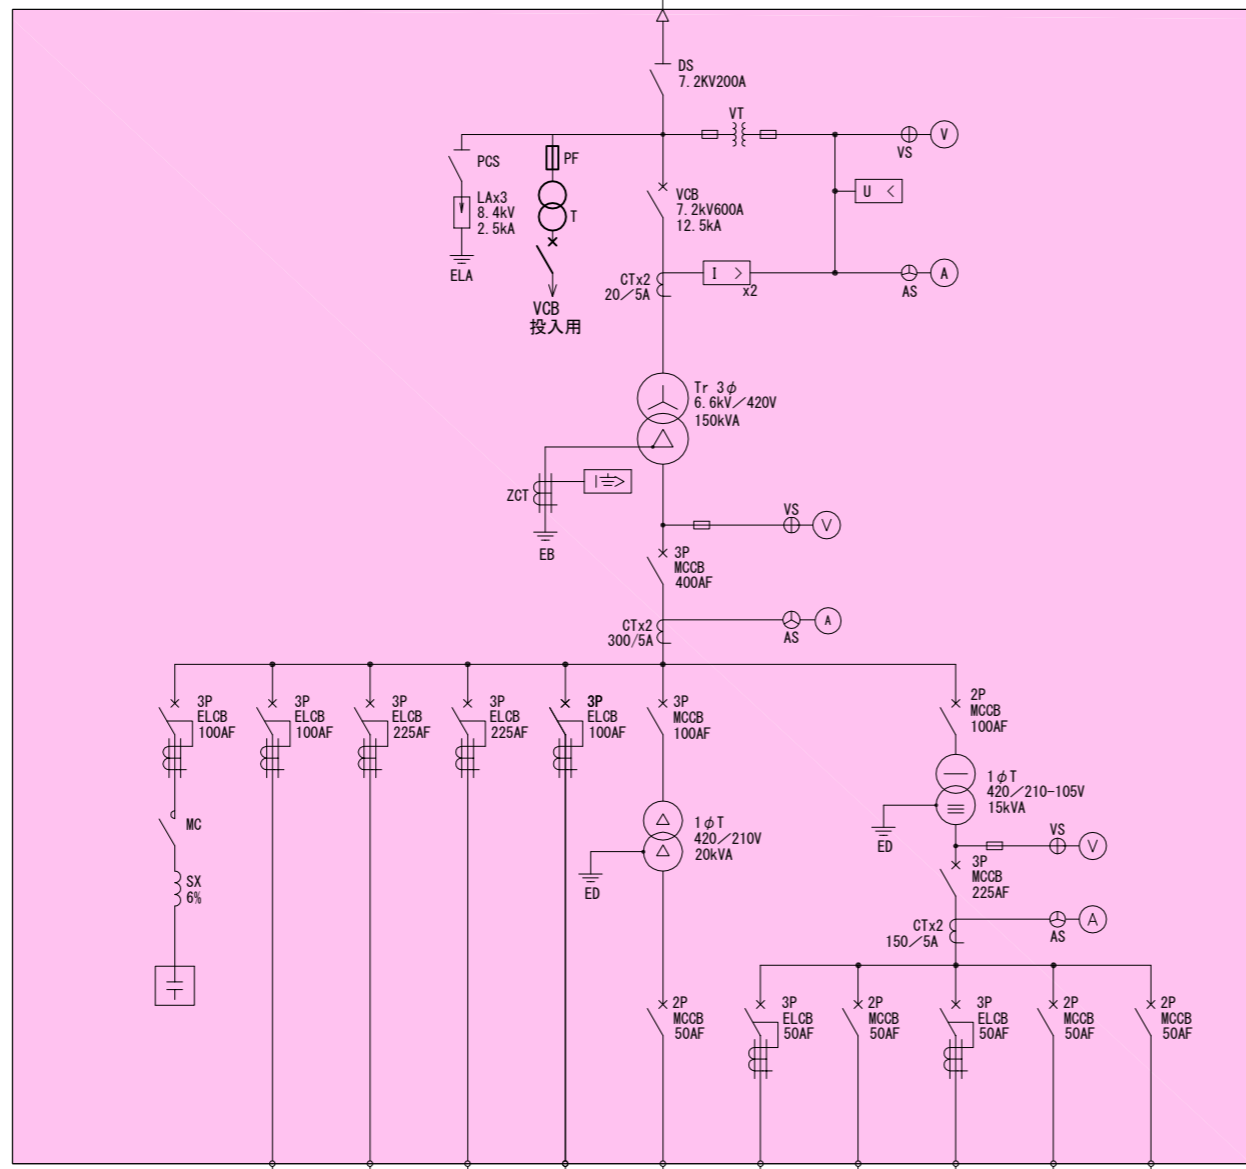 DS
7.2KV200A
VT
V
VS
PCS
PF
LAx3
8.4kV
2.5kA
T
ELA
VCB
投入用
VCB
7.2kV600A
12.5kA
U <
CTx2
20/5A
I >
x2
AS
A
Tr 3φ
6.6kV/420V
150kVA
ZCT
EB
VS
V
3P
MCCB
400AF
CTx2
300/5A
AS
A
3P
ELCB
100AF
3P
ELCB
100AF
3P
ELCB
225AF
3P
ELCB
225AF
3P
ELCB
100AF
3P
MCCB
100AF
2P
MCCB
100AF
MC
SX
6%
1φT
420/210V
20kVA
ED
1φT
420/210-105V
15kVA
ED
VS
V
3P
MCCB
225AF
CTx2
150/5A
AS
A
2P
MCCB
50AF
3P
ELCB
50AF
2P
MCCB
50AF
3P
ELCB
50AF
2P
MCCB
50AF
2P
MCCB
50AF